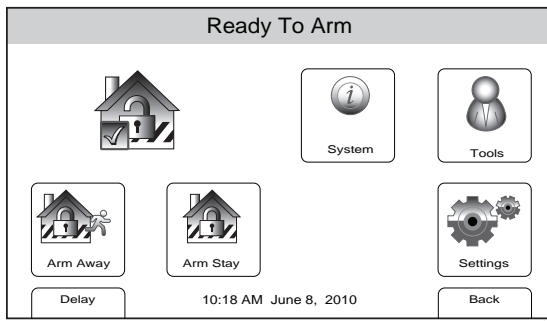 Ready To Arm
i
System
Tools
Arm Away
Arm Stay
Settings
Delay
10:18 AM June 8, 2010
Back